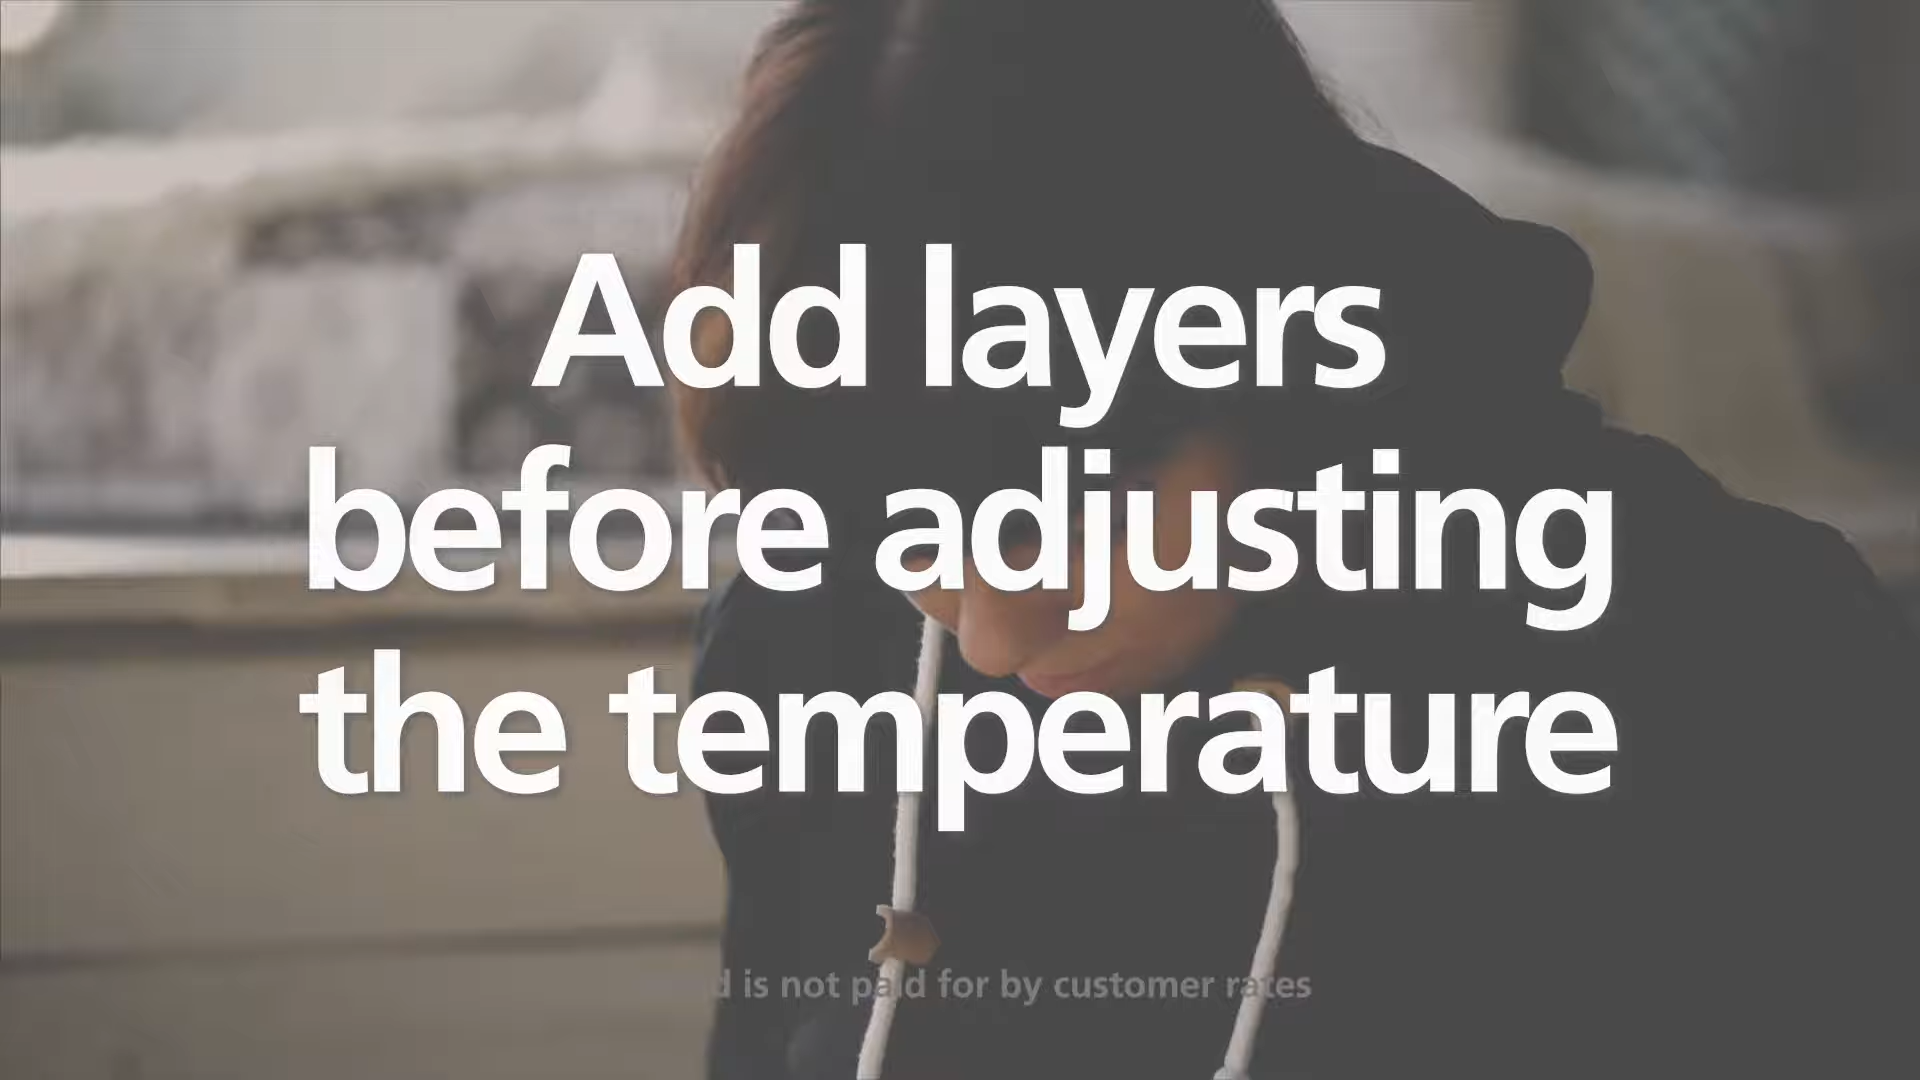 Add layers
before adjusting
the temperature
is not paid for by customer rates